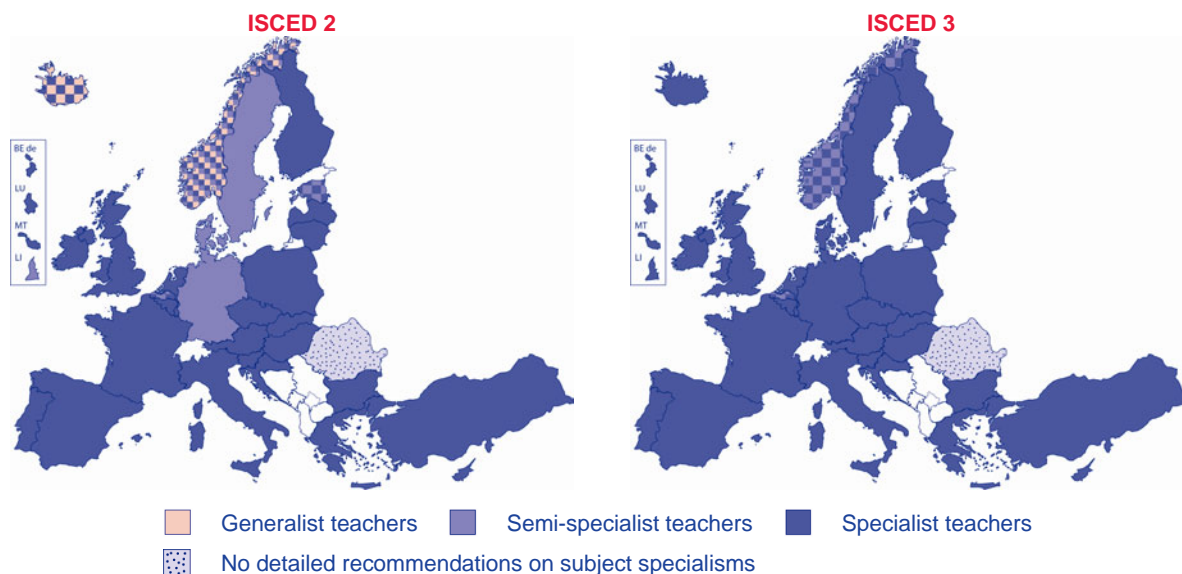 ISCED 2
ISCED 3
BE de
LU
MT
LI
BE de
LU
MT
LI
Generalist teachers
Semi-specialist teachers
Specialist teachers
No detailed recommendations on subject specialisms